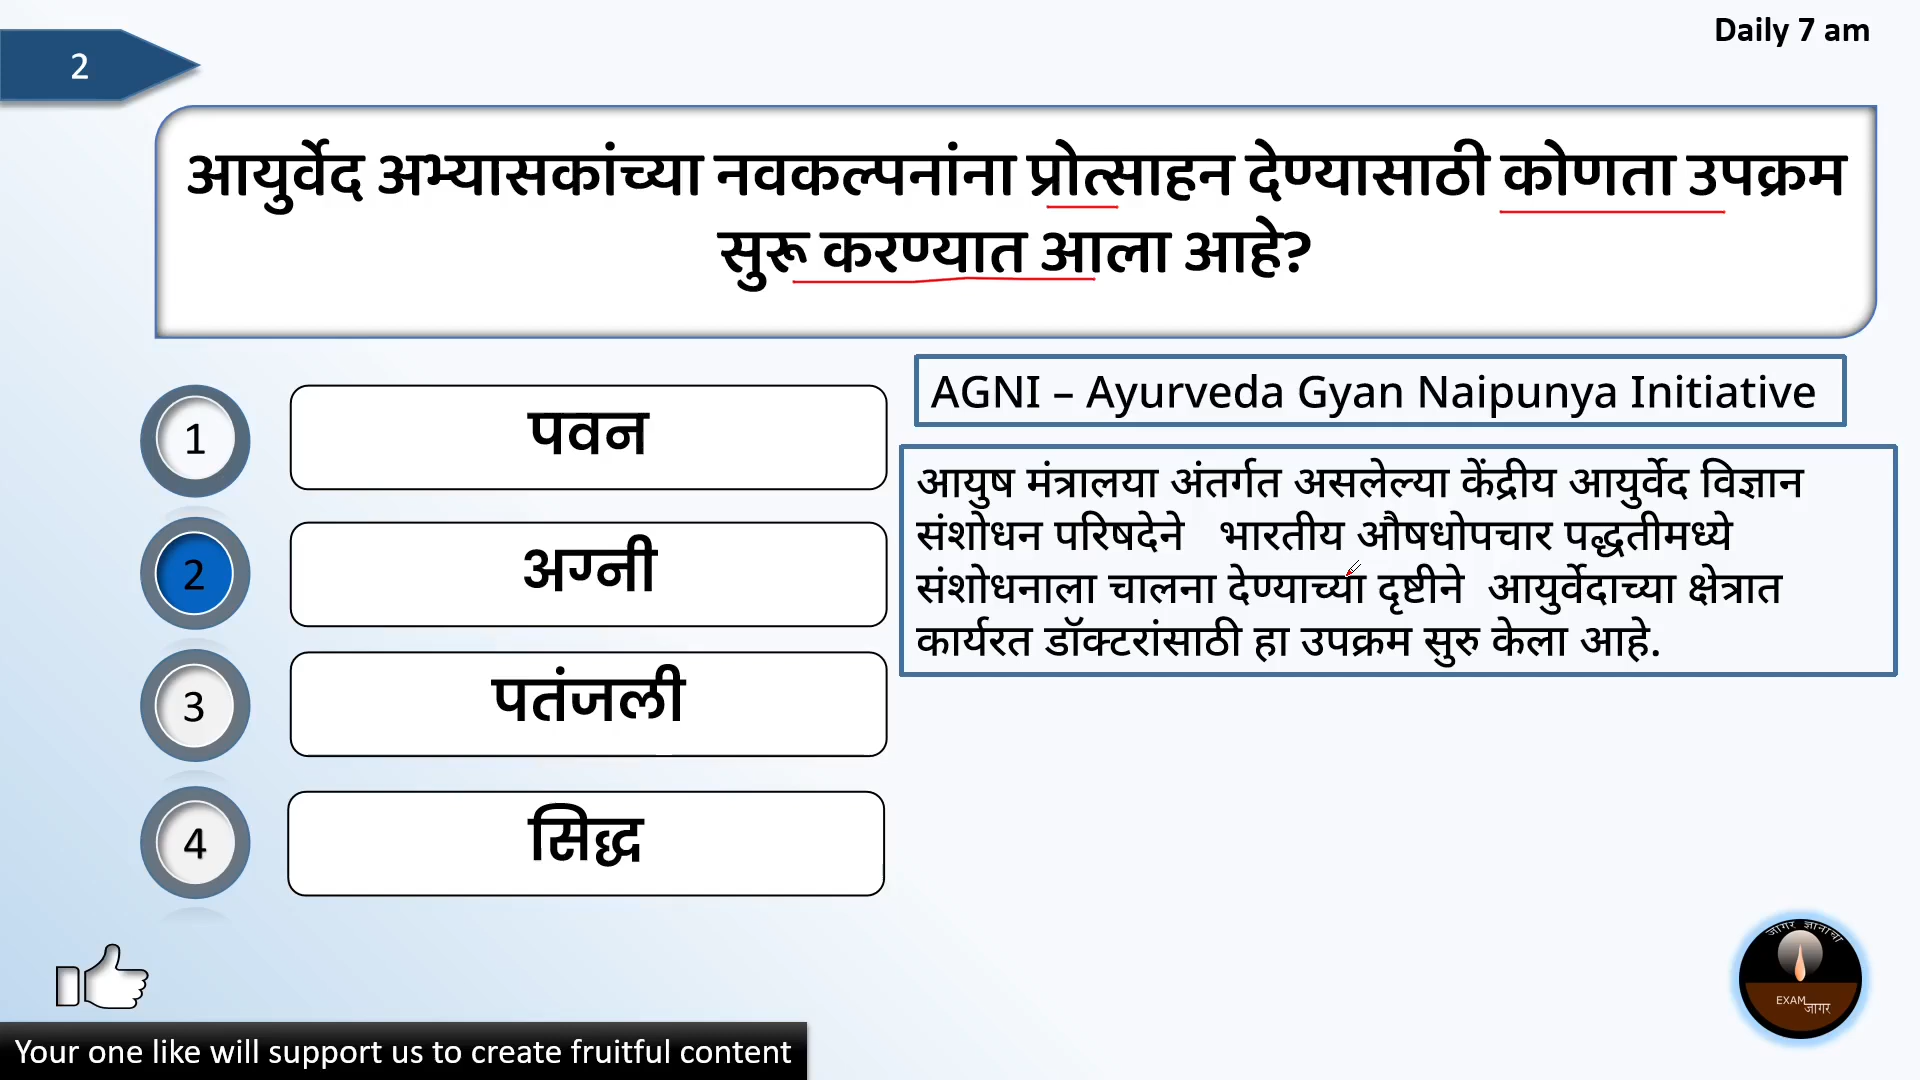 Daily 7 am
2
आयुर्वेद अभ्यासकांच्या नवकल्पनांना प्रोत्साहन देण्यासाठी कोणता उपक्रम
सुरू करण्यात आला आहे?
1
पवन
2
अग्नी
3
पतंजली
4
सिद्ध
AGNI – Ayurveda Gyan Naipunya Initiative
आयुष मंत्रालया अंतर्गत असलेल्या केंद्रीय आयुर्वेद विज्ञान
संशोधन परिषदेने भारतीय औषधोपचार पद्धतीमध्ये
संशोधनाला चालना देण्याच्या दृष्टीने आयुर्वेदाच्या क्षेत्रात
कार्यरत डॉक्टरांसाठी हा उपक्रम सुरु केला आहे.
जागर ज्ञानाचा
EXAM
जागर
Your one like will support us to create fruitful content